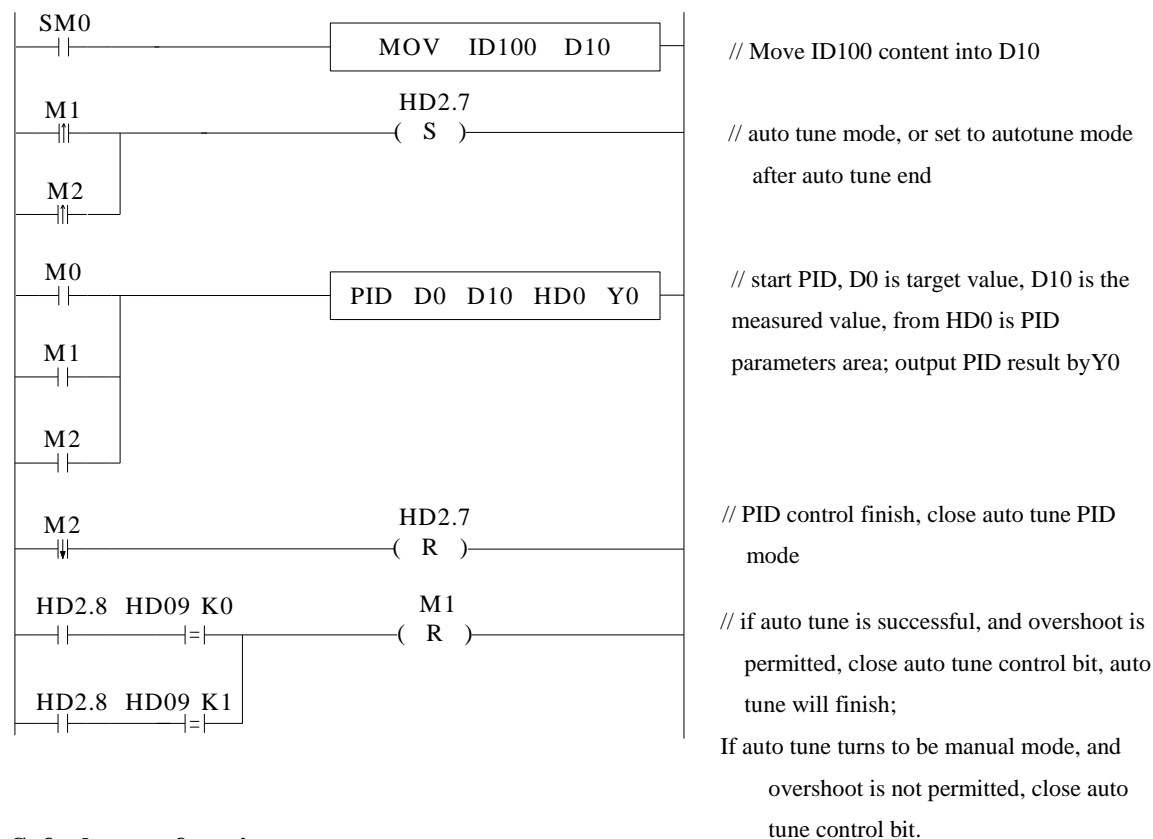 SM0
MOV ID100 D10
// Move ID100 content into D10
M1
HD2.7
( S )
// auto tune mode, or set to autotune mode
after auto tune end
M2
M0
PID D0 D10 HD0 Y0
// start PID, D0 is target value, D10 is the
measured value, from HD0 is PID
parameters area; output PID result byY0
M1
M2
M2
HD2.7
( R )
// PID control finish, close auto tune PID
mode
HD2.8 HD09 K0
M1
( R )
// if auto tune is successful, and overshoot is
permitted, close auto tune control bit, auto
tune will finish;
HD2.8 HD09 K1
If auto tune turns to be manual mode, and
overshoot is not permitted, close auto
tune control bit.